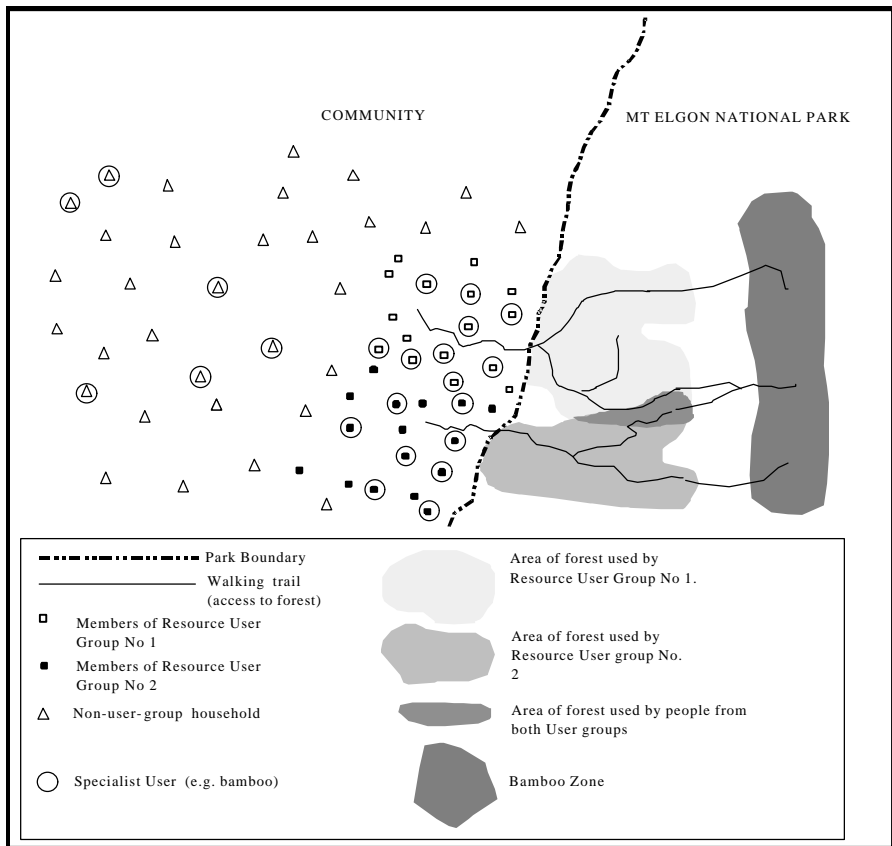 COMMUNITY
MT ELGON NATIONAL PARK
Park Boundary
Walking trail
(access to forest)
Members of Resource User
Group No 1
Members of Resource User
Group No 2
Non-user-group household
Specialist User (e.g. bamboo)
Area of forest used by
Resource User Group No 1.
Area of forest used by
Resource User group No.
2
Area of forest used by people from
both User groups
Bamboo Zone